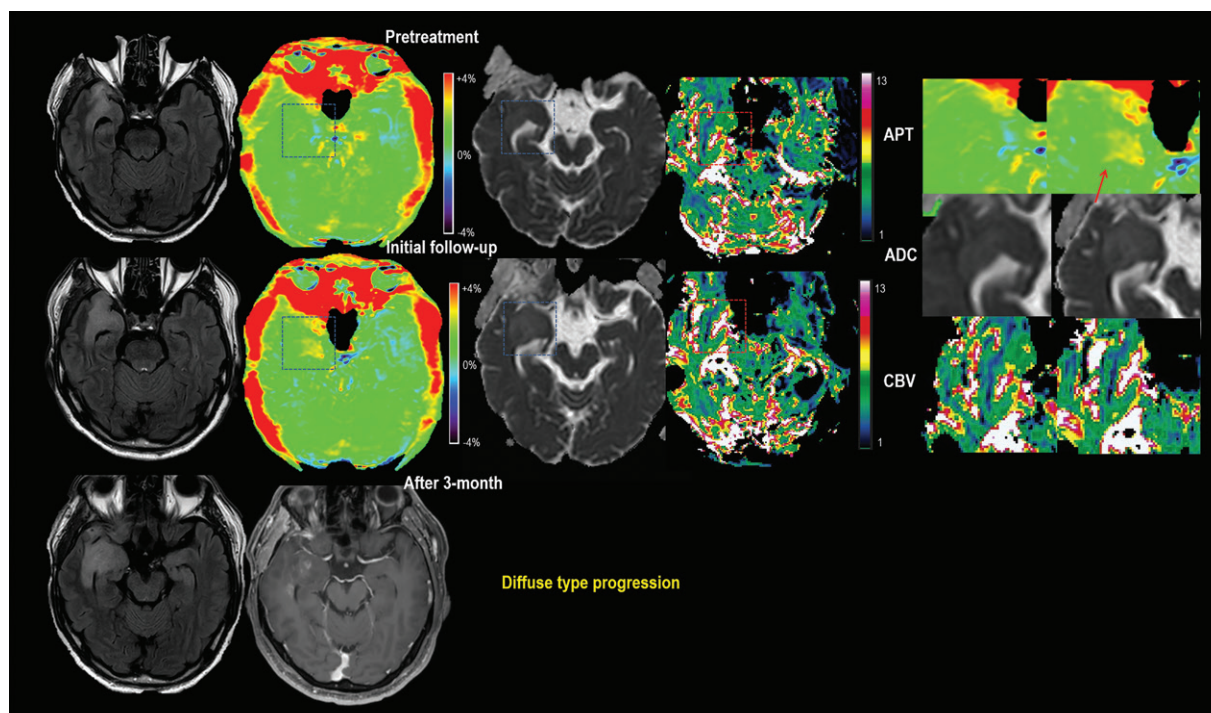 Pretreatment
+4%
0%
-4%
13
1
APT
ADC
CBV
Initial follow-up
+4%
0%
-4%
13
1
After 3-month
Diffuse type progression